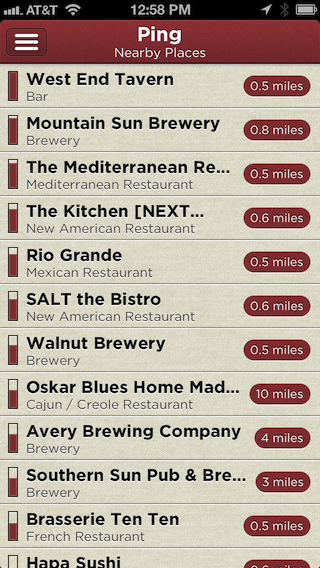 AT&T 12:58 PM
Ping
Nearby Places
West End Tavern
Bar
0.5 miles
Mountain Sun Brewery
Brewery
0.8 miles
The Mediterranean Re...
Mediterranean Restaurant
0.5 miles
The Kitchen [NEXT...
New American Restaurant
0.6 miles
Rio Grande
Mexican Restaurant
0.5 miles
SALT the Bistro
New American Restaurant
0.6 miles
Walnut Brewery
Brewery
0.5 miles
Oskar Blues Home Mad...
Cajun / Creole Restaurant
10 miles
Avery Brewing Company
Brewery
4 miles
Southern Sun Pub & Bre...
Brewery
3 miles
Brasserie Ten Ten
French Restaurant
0.5 miles
Hapa Sushi
0.6 miles